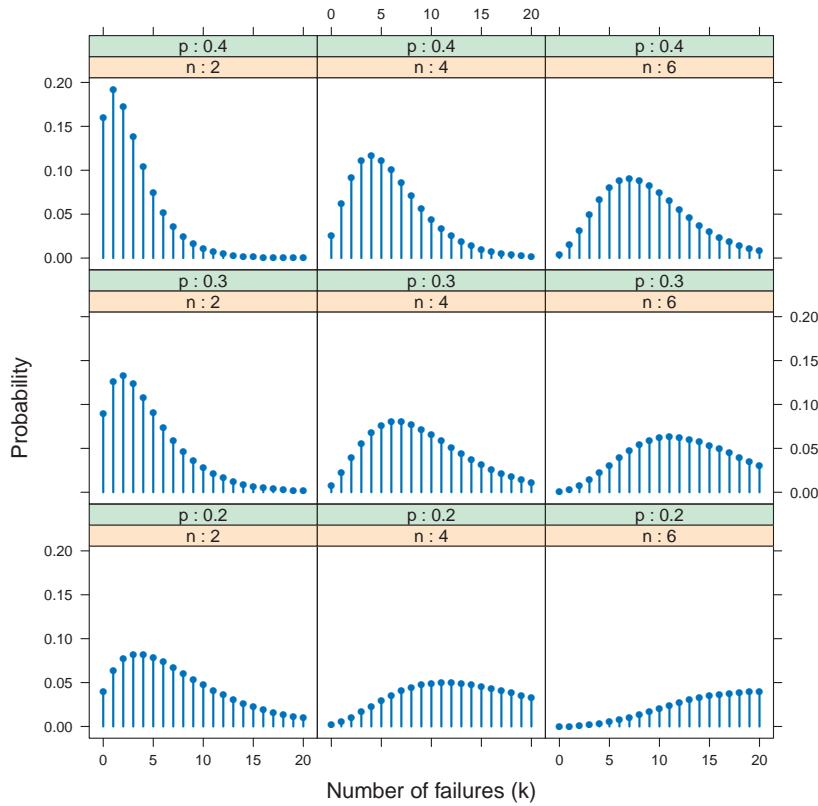 0 5 10 15 20
p : 0.4 p : 0.4 p : 0.4
n : 2 n : 4 n : 6
0.20
0.15
0.10
0.05
0.00
p : 0.3 p : 0.3 p : 0.3
n : 2 n : 4 n : 6
0.20
0.15
0.10
0.05
0.00
Probability
p : 0.2 p : 0.2 p : 0.2
n : 2 n : 4 n : 6
0.20
0.15
0.10
0.05
0.00
0 5 10 15 20 0 5 10 15 20
Number of failures (k)